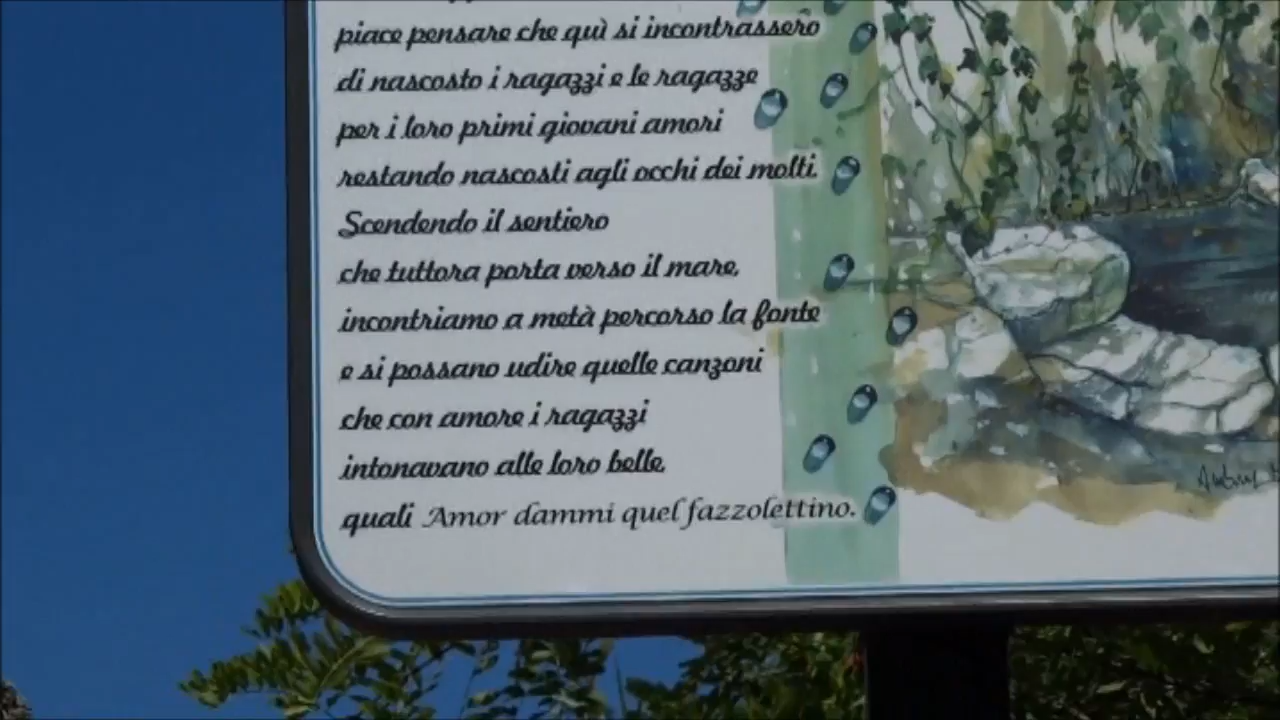 piace pensare che quì si incontrassero
di nascosto i ragazzi e le ragazze
per i loro primi giovani amori
restando nascosti agli occhi dei molti.
Scendendo il sentiero
che tuttora porta verso il mare,
incontriamo a metà percorso la fonte
e si possano udire quelle canzoni
che con amore i ragazzi
intonavano alle loro belle,
quali Amor dammi quel fazzolettino.